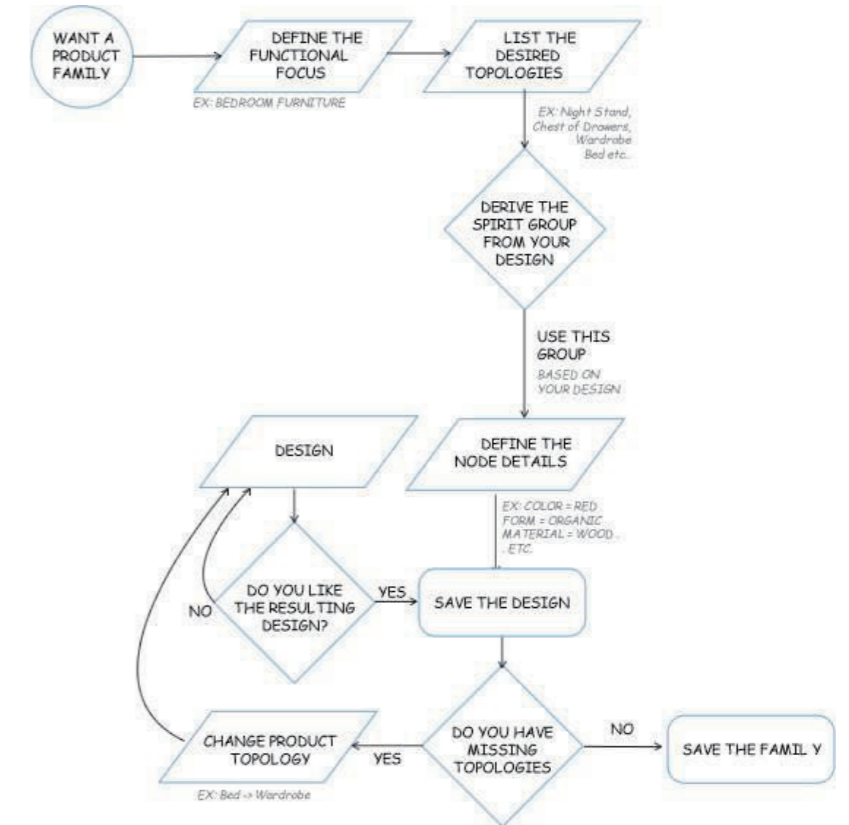 WANT A
PRODUCT
FAMILY
DEFINE THE
FUNCTIONAL
FOCUS
EX: BEDROOM FURNITURE
LIST THE
DESIRED
TOPOLOGIES
EX: Night Stand,
Chest of Drawers,
Wardrobe
Bed etc..
DERIVE THE
SPIRIT GROUP
FROM YOUR
DESIGN
USE THIS
GROUP
BASED ON
YOUR DESIGN
DEFINE THE
NODE DETAILS
EX: COLOR = RED
FORM = ORGANIC
MATERIAL = WOOD .
. ETC.
DESIGN
DO YOU LIKE
THE RESULTING
DESIGN?
NO
YES
SAVE THE DESIGN
DO YOU HAVE
MISSING
TOPOLOGIES
NO
SAVE THE FAMIL Y
YES
CHANGE PRODUCT
TOPOLOGY
EX: Bed -> Wardrobe